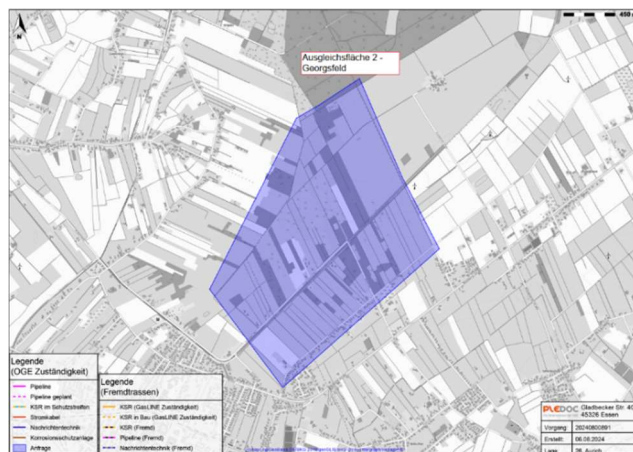 Ausgleichsfläche 2 -
Georgsfeld
Legende
(OGE Zuständigkeit)
Pipeline
Pipeline geplant
KSR im Schutzstreifen
Stromkabel
Nachrichtentechnik
Korrosionsschutzanlage
Anfrage
Legende
(Fremdtrassen)
KSR (GasLINE Zuständigkeit)
KSR in Bau (GasLINE Zuständigkeit)
KSR (Fremd)
Pipeline (Fremd)
Nachrichtentechnik (Fremd)
PLEDOC
Gladbecker Str. 40
45326 Essen
Vorgang
20240800891
Erstellt:
06.08.2024